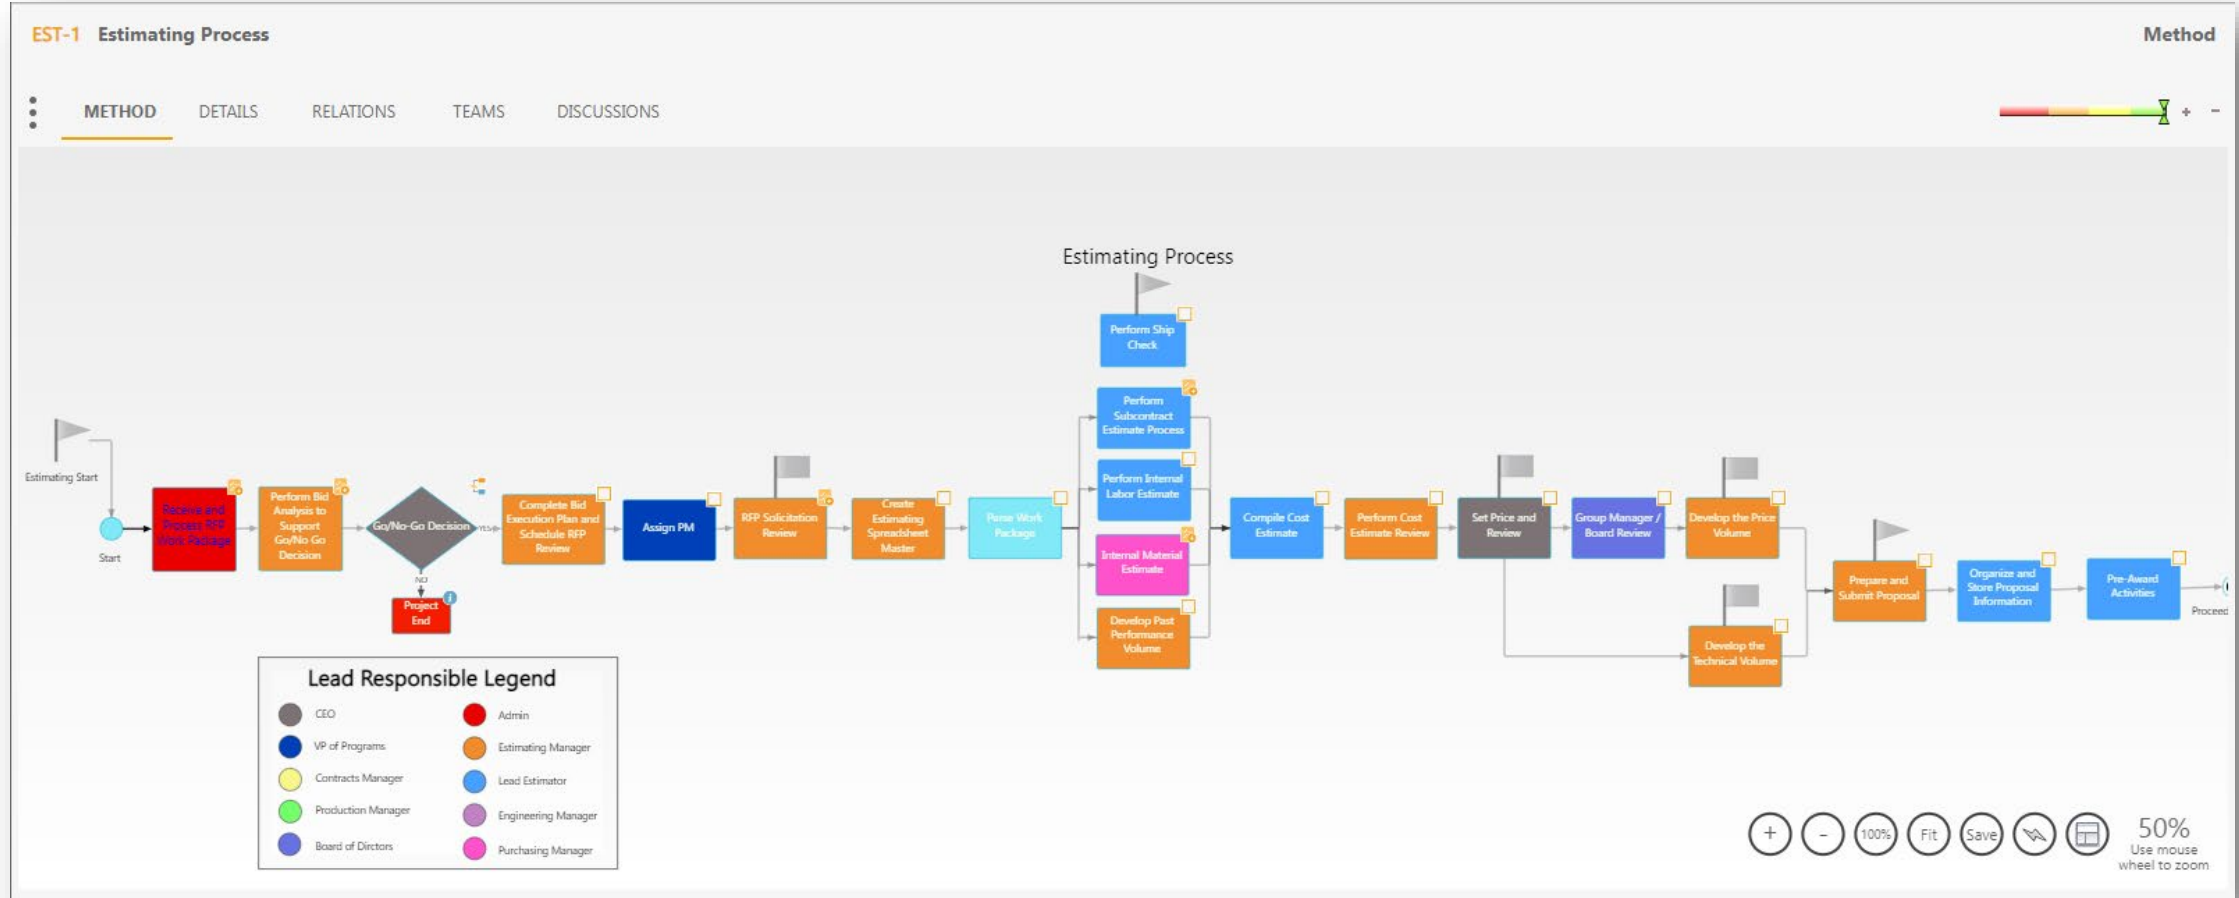 EST-1 Estimating Process
Method
METHOD DETAILS RELATIONS TEAMS DISCUSSIONS
+ -
Estimating Process
Perform Ship
Check
Perform
Subcontract
Estimate Process
Perform Internal
Labor Estimate
Internal Material
Estimate
Develop Past
Performance
Volume
Estimating Start
Start
Receive and
Process RFP
Work Package
Perform Bid
Analysis to
Support
Go/No Go
Decision
Go/No-Go Decision
YES
NO
Project
End
Complete Bid
Execution Plan and
Schedule RFP
Review
Assign PM
RFP Solicitation
Review
Create
Estimating
Spreadsheet
Master
Parse Work
Package
Compile Cost
Estimate
Perform Cost
Estimate Review
Set Price and
Review
Group Manager /
Board Review
Develop the Price
Volume
Develop the
Technical Volume
Prepare and
Submit Proposal
Organize and
Store Proposal
Information
Pre-Award
Activities
Proceed
Lead Responsible Legend
CEO
VP of Programs
Contracts Manager
Production Manager
Board of Dirctors
Admin
Estimating Manager
Lead Estimator
Engineering Manager
Purchasing Manager
+ - 100% Fit Save
50%
Use mouse
wheel to zoom